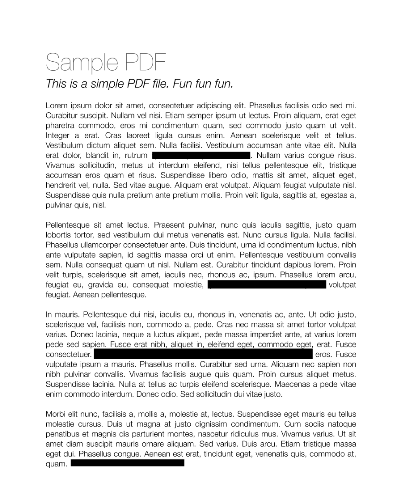 Sample PDF
This is a simple PDF file. Fun fun fun.
Lorem ipsum dolor sit amet, consectetuer adipiscing elit. Phasellus facilisis odio sed mi.
Curabitur suscipit. Nullam vel nisi. Etiam semper ipsum ut lectus. Proin aliquam, erat eget
pharetra commodo, eros mi condimentum quam, sed commodo justo quam ut velit.
Integer a erat. Cras laoreet ligula cursus enim. Aenean scelerisque velit et tellus.
Vestibulum dictum aliquet sem. Nulla facilisi. Vestibulum accumsan ante vitae elit. Nulla
erat dolor, blandit in, rutrum . Nullam varius congue risus.
Vivamus sollicitudin, metus ut interdum eleifend, nisi tellus pellentesque elit, tristique
accumsan eros quam et risus. Suspendisse libero odio, mattis sit amet, aliquet eget,
hendrerit vel, nulla. Sed vitae augue. Aliquam erat volutpat. Aliquam feugiat vulputate nisl.
Suspendisse quis nulla pretium ante pretium mollis. Proin velit ligula, sagittis at, egestas a,
pulvinar quis, nisl.
Pellentesque sit amet lectus. Praesent pulvinar, nunc quis iaculis sagittis, justo quam
lobortis tortor, sed vestibulum dui metus venenatis est. Nunc cursus ligula. Nulla facilisi.
Phasellus ullamcorper consectetuer ante. Duis tincidunt, urna id condimentum luctus, nibh
ante vulputate sapien, id sagittis massa orci ut enim. Pellentesque vestibulum convallis
sem. Nulla consequat quam ut nisl. Nullam est. Curabitur tincidunt dapibus lorem. Proin
velit turpis, scelerisque sit amet, iaculis nec, rhoncus ac, ipsum. Phasellus lorem arcu,
feugiat eu, gravida eu, consequat molestie, volutpat
feugiat. Aenean pellentesque.
In mauris. Pellentesque dui nisi, iaculis eu, rhoncus in, venenatis ac, ante. Ut odio justo,
scelerisque vel, facilisis non, commodo a, pede. Cras nec massa sit amet tortor volutpat
varius. Donec lacinia, neque a luctus aliquet, pede massa imperdiet ante, at varius lorem
pede sed sapien. Fusce erat nibh, aliquet in, eleifend eget, commodo eget, erat. Fusce
consectetuer. eros. Fusce
vulputate ipsum a mauris. Phasellus mollis. Curabitur sed urna. Aliquam nec sapien non
nibh pulvinar convallis. Vivamus facilisis augue quis quam. Proin cursus aliquet metus.
Suspendisse lacinia. Nulla at tellus ac turpis eleifend scelerisque. Maecenas a pede vitae
enim commodo interdum. Donec odio. Sed sollicitudin dui vitae justo.
Morbi elit nunc, facilisis a, mollis a, molestie at, lectus. Suspendisse eget mauris eu tellus
molestie cursus. Duis ut magna at justo dignissim condimentum. Cum sociis natoque
penatibus et magnis dis parturient montes, nascetur ridiculus mus. Vivamus varius. Ut sit
amet diam suscipit mauris ornare aliquam. Sed varius. Duis arcu. Etiam tristique massa
eget dui. Phasellus congue. Aenean est erat, tincidunt eget, venenatis quis, commodo at,
quam.